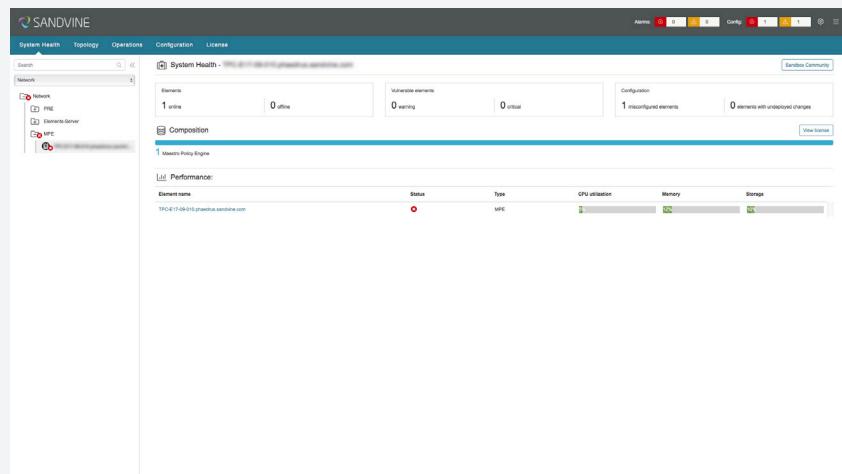 SANDVINE
Alarms: 0 0 Config: 1 1
System Health Topology Operations Configuration License
Search
Network
Network
PRE
Elements-Server
MPE
System Health -
Sandbox Community
Elements
1 online
0 offline
Vulnerable elements
0 warning
0 critical
Configuration
1 misconfigured elements
0 elements with undeployed changes
Composition
View license
1 Maestro Policy Engine
Performance:
Element name Status Type CPU utilization Memory Storage
TPC-E17-09-010.phaedrus.sandvine.com MPE